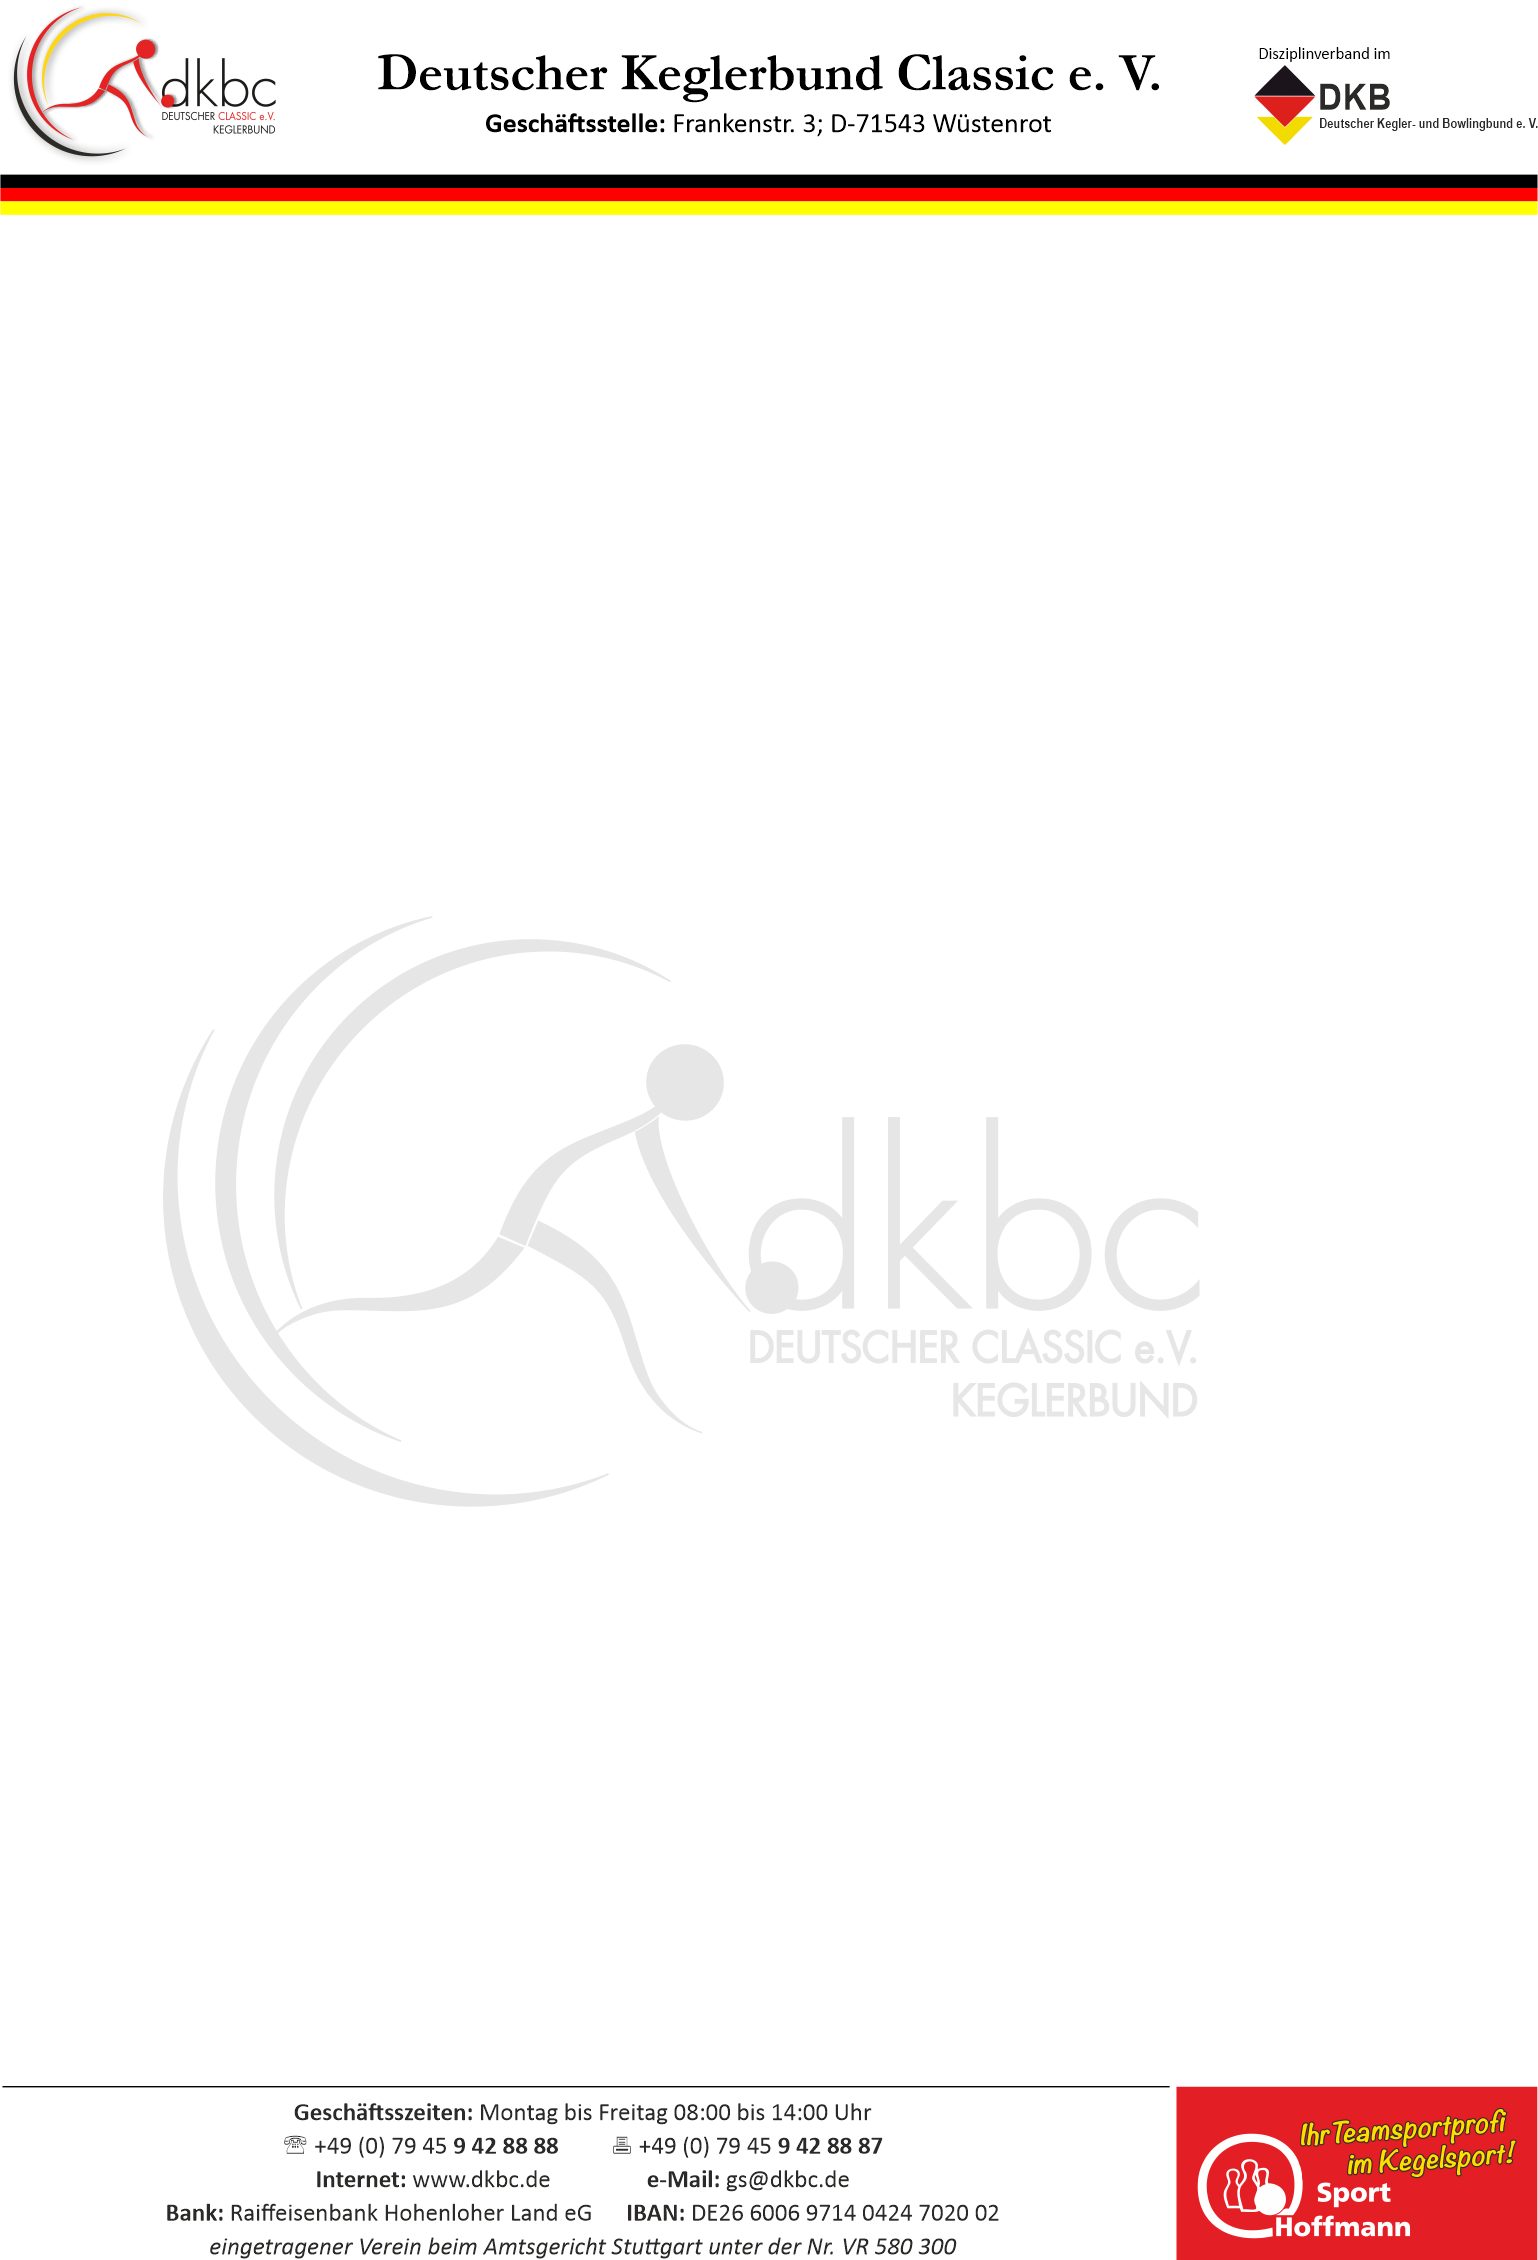 dkbc
DEUTSCHER CLASSIC e.V.
KEGLERBUND
Deutscher Keglerbund Classic e. V.
Geschäftsstelle: Frankenstr. 3; D-71543 Wüstenrot
Disziplinverband im
DKB
Deutscher Kegler- und Bowlingbund e. V.
dkbc
DEUTSCHER CLASSIC e.V.
KEGLERBUND
Geschäftsszeiten: Montag bis Freitag 08:00 bis 14:00 Uhr
+49 (0) 79 45 9 42 88 88 +49 (0) 79 45 9 42 88 87
Internet: www.dkbc.de e-Mail: gs@dkbc.de
Bank: Raiffeisenbank Hohenloher Land eG IBAN: DE26 6006 9714 0424 7020 02
eingetragener Verein beim Amtsgericht Stuttgart unter der Nr. VR 580 300
Ihr Teamsportprofi
im Kegelsport!
Sport
Hoffmann